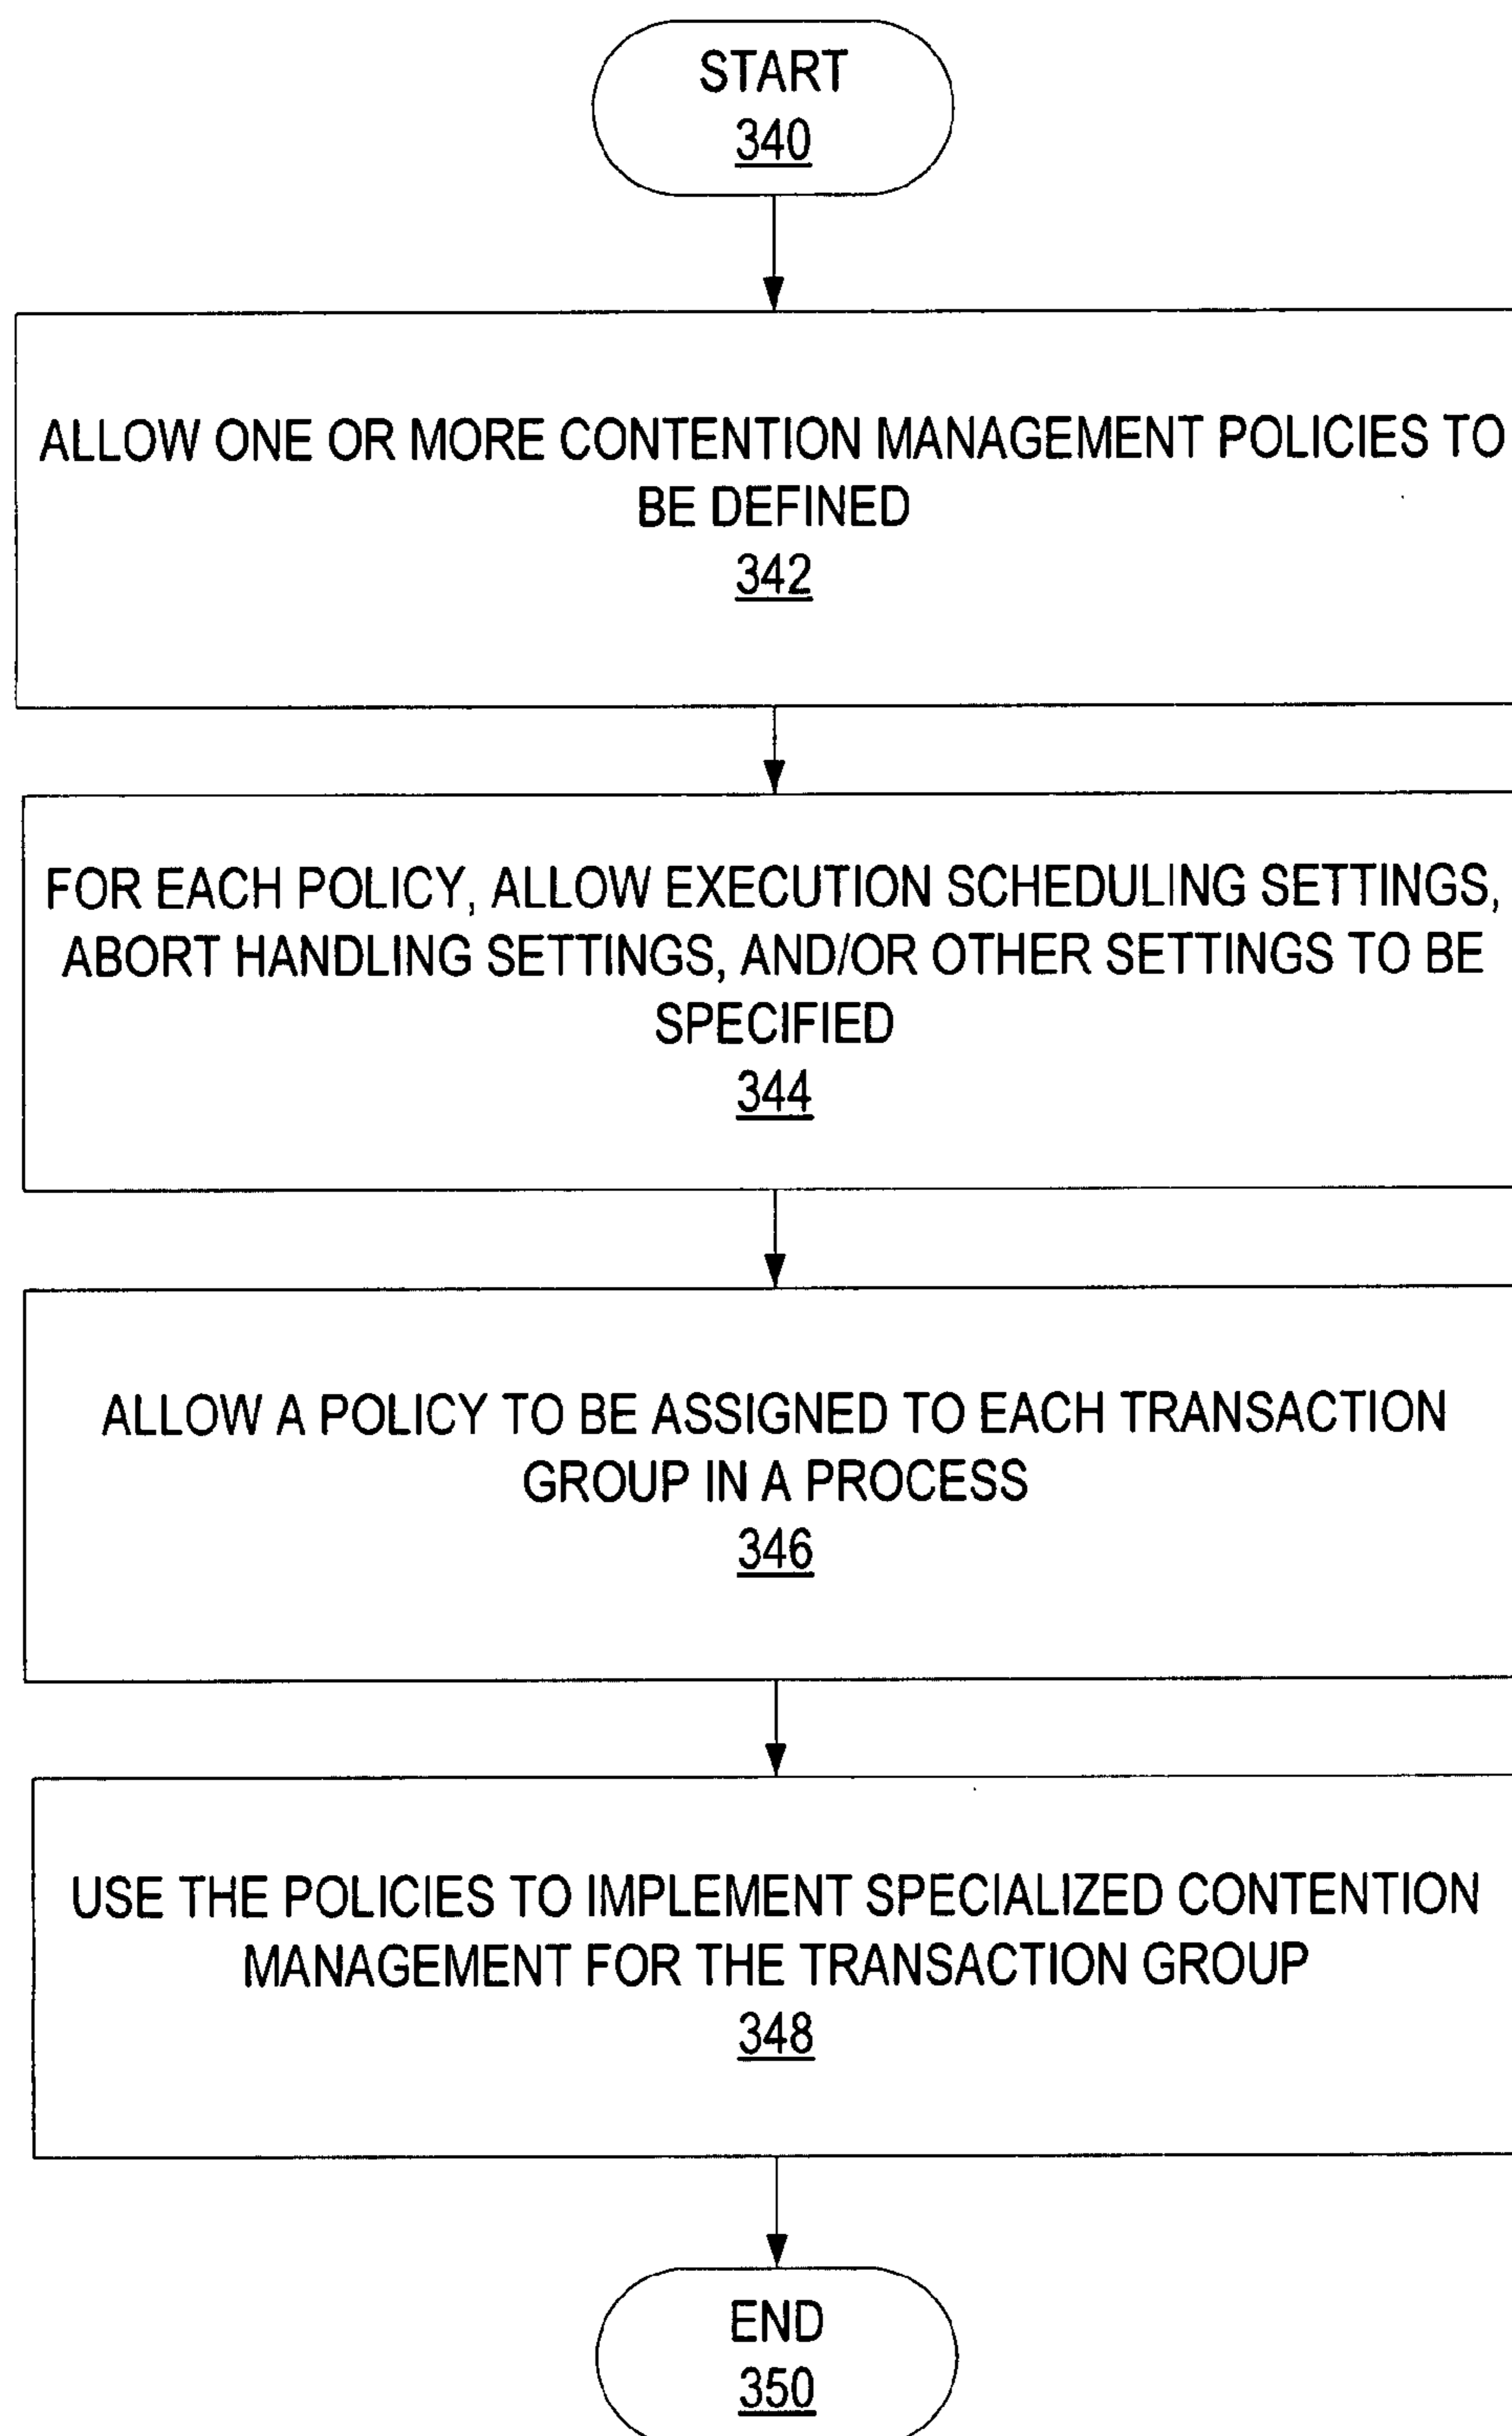 START
340
ALLOW ONE OR MORE CONTENTION MANAGEMENT POLICIES TO
BE DEFINED
342
FOR EACH POLICY, ALLOW EXECUTION SCHEDULING SETTINGS,
ABORT HANDLING SETTINGS, AND/OR OTHER SETTINGS TO BE
SPECIFIED
344
ALLOW A POLICY TO BE ASSIGNED TO EACH TRANSACTION
GROUP IN A PROCESS
346
USE THE POLICIES TO IMPLEMENT SPECIALIZED CONTENTION
MANAGEMENT FOR THE TRANSACTION GROUP
348
END
350